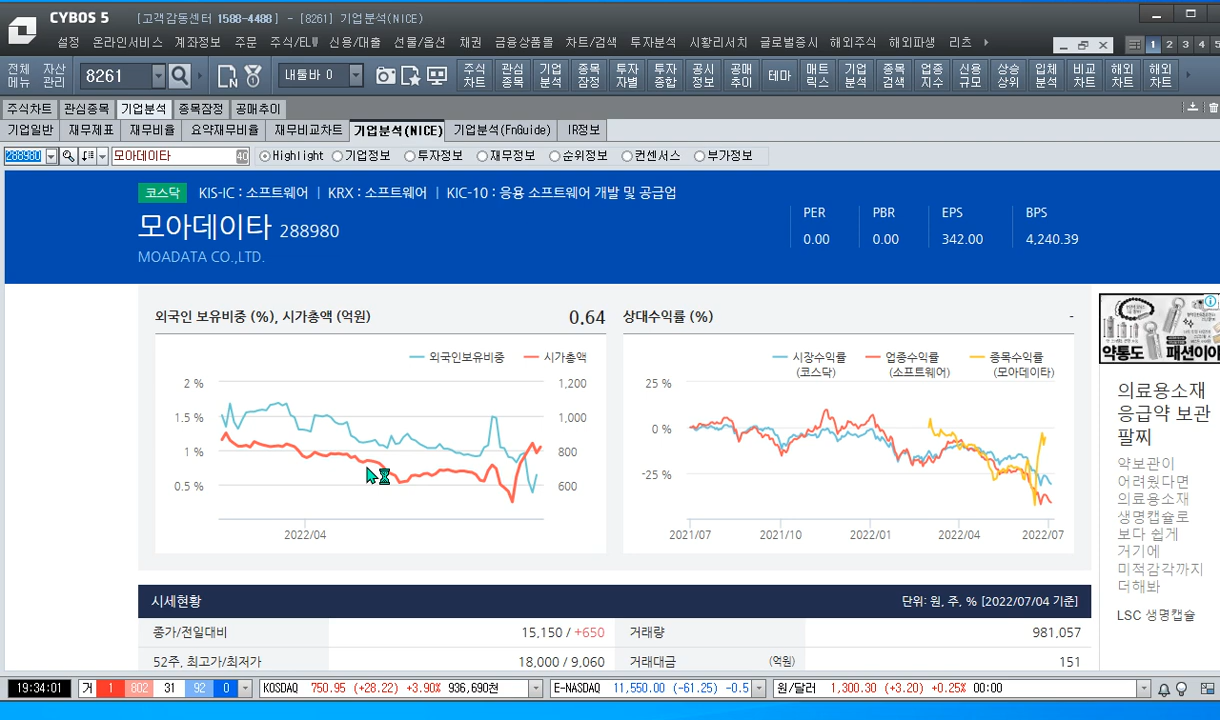 CYBOS 5 [고객감동센터 1588-4488] - [8261] 기업분석(NICE)
설정 온라인서비스 계좌정보 주문 주식/ELW 신용/대출 선물/옵션 채권 금융상품몰 차트/검색 투자분석 시황리서치 글로벌증시 해외주식 해외파생 리츠
1 2 3 4 5
전체메뉴 자산관리 8261 내툴바 0 주식차트 관심종목 기업분석 종목잠정 투자자별 투자종합 공시정보 공매추이 테마 매트릭스 기업분석 종목검색 업종지수 신용규모 상승상위 입체분석 비교차트 해외차트 해외차트
주식차트 관심종목 기업분석 종목잠정 공매추이
기업일반 재무제표 재무비율 요약재무비율 재무비교차트 기업분석(NICE) 기업분석(FnGuide) IR정보
288980 모아데이타 40 Highlight 기업정보 투자정보 재무정보 순위정보 컨센서스 부가정보
코스닥 KIS-IC : 소프트웨어 | KRX : 소프트웨어 | KIC-10 : 응용 소프트웨어 개발 및 공급업
모아데이타 288980
MOADATA CO.,LTD.
PER PBR EPS BPS
0.00 0.00 342.00 4,240.39
외국인 보유비중 (%), 시가총액 (억원) 0.64
외국인보유비중 시가총액
2 % 1,200
1.5 % 1,000
1 % 800
0.5 % 600
2022/04
상대수익률 (%) -
시장수익률 (코스닥) 업종수익률 (소프트웨어) 종목수익률 (모아데이타)
25 %
0 %
-25 %
2021/07 2021/10 2022/01 2022/04 2022/07
약통도 패션이
의료용소재
응급약 보관
팔찌
약보관이
어려웠다면
의료용소재
생명캡슐로
보다 쉽게
거기에
미적감각까지
더해봐
LSC 생명캡슐
시세현황 단위: 원, 주, % [2022/07/04 기준]
종가/전일대비 15,150 / +650 거래량 981,057
52주. 최고가/최저가 18,000 / 9,060 거래대금 (억원) 151
19:34:01 거 1 802 31 92 0 KOSDAQ 750.95 (+28.22) +3.90% 936,690천 E-NASDAQ 11,550.00 (-61.25) -0.5 원/달러 1,300.30 (+3.20) +0.25% 00:00